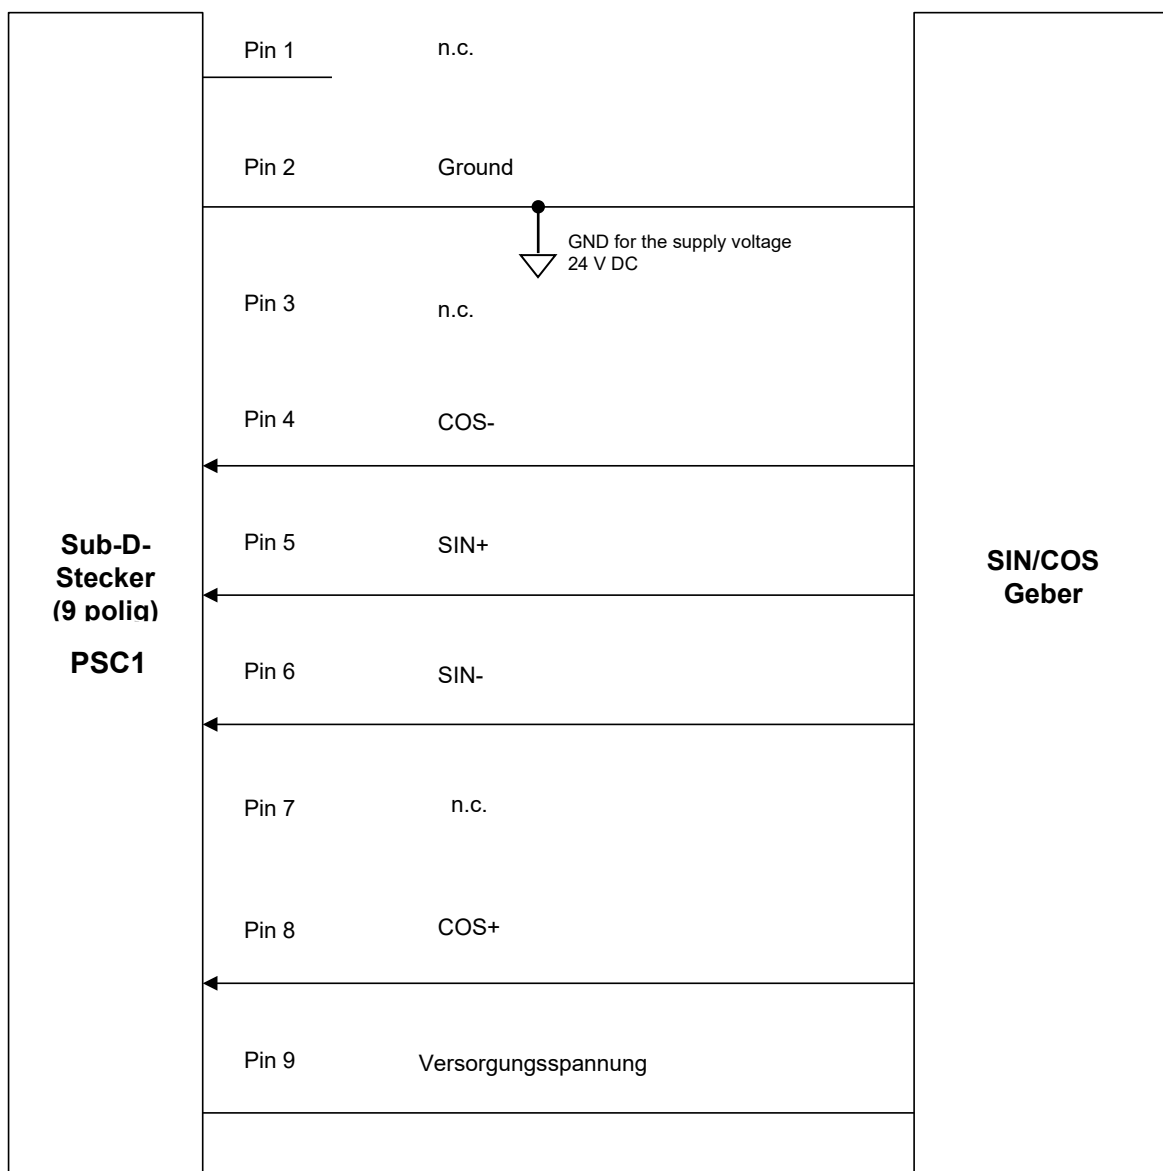 Pin 1 n.c.
Pin 2 Ground
GND for the supply voltage
24 V DC
Pin 3 n.c.
Pin 4 COS-
Pin 5 SIN+
Pin 6 SIN-
Pin 7 n.c.
Pin 8 COS+
Pin 9 Versorgungsspannung
Sub-D-
Stecker
(9 polig)
PSC1
SIN/COS
Geber